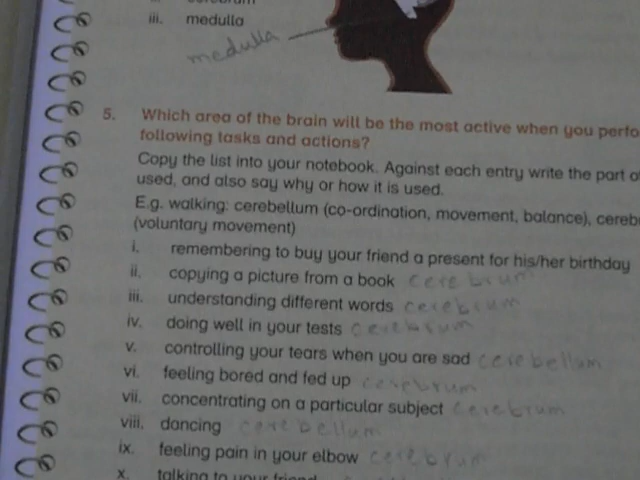 iii. medulla
medulla
5. Which area of the brain will be the most active when you perfo
following tasks and actions?
Copy the list into your notebook. Against each entry write the part o
used, and also say why or how it is used.
E.g. walking: cerebellum (co-ordination, movement, balance), cereb
(voluntary movement)
i. remembering to buy your friend a present for his/her birthday
ii. copying a picture from a book cerebrum
iii. understanding different words cerebrum
iv. doing well in your tests cerebrum
v. controlling your tears when you are sad cerebellum
vi. feeling bored and fed up cerebrum
vii. concentrating on a particular subject cerebrum
viii. dancing cerebellum
ix. feeling pain in your elbow cerebrum
x. talking to your friend